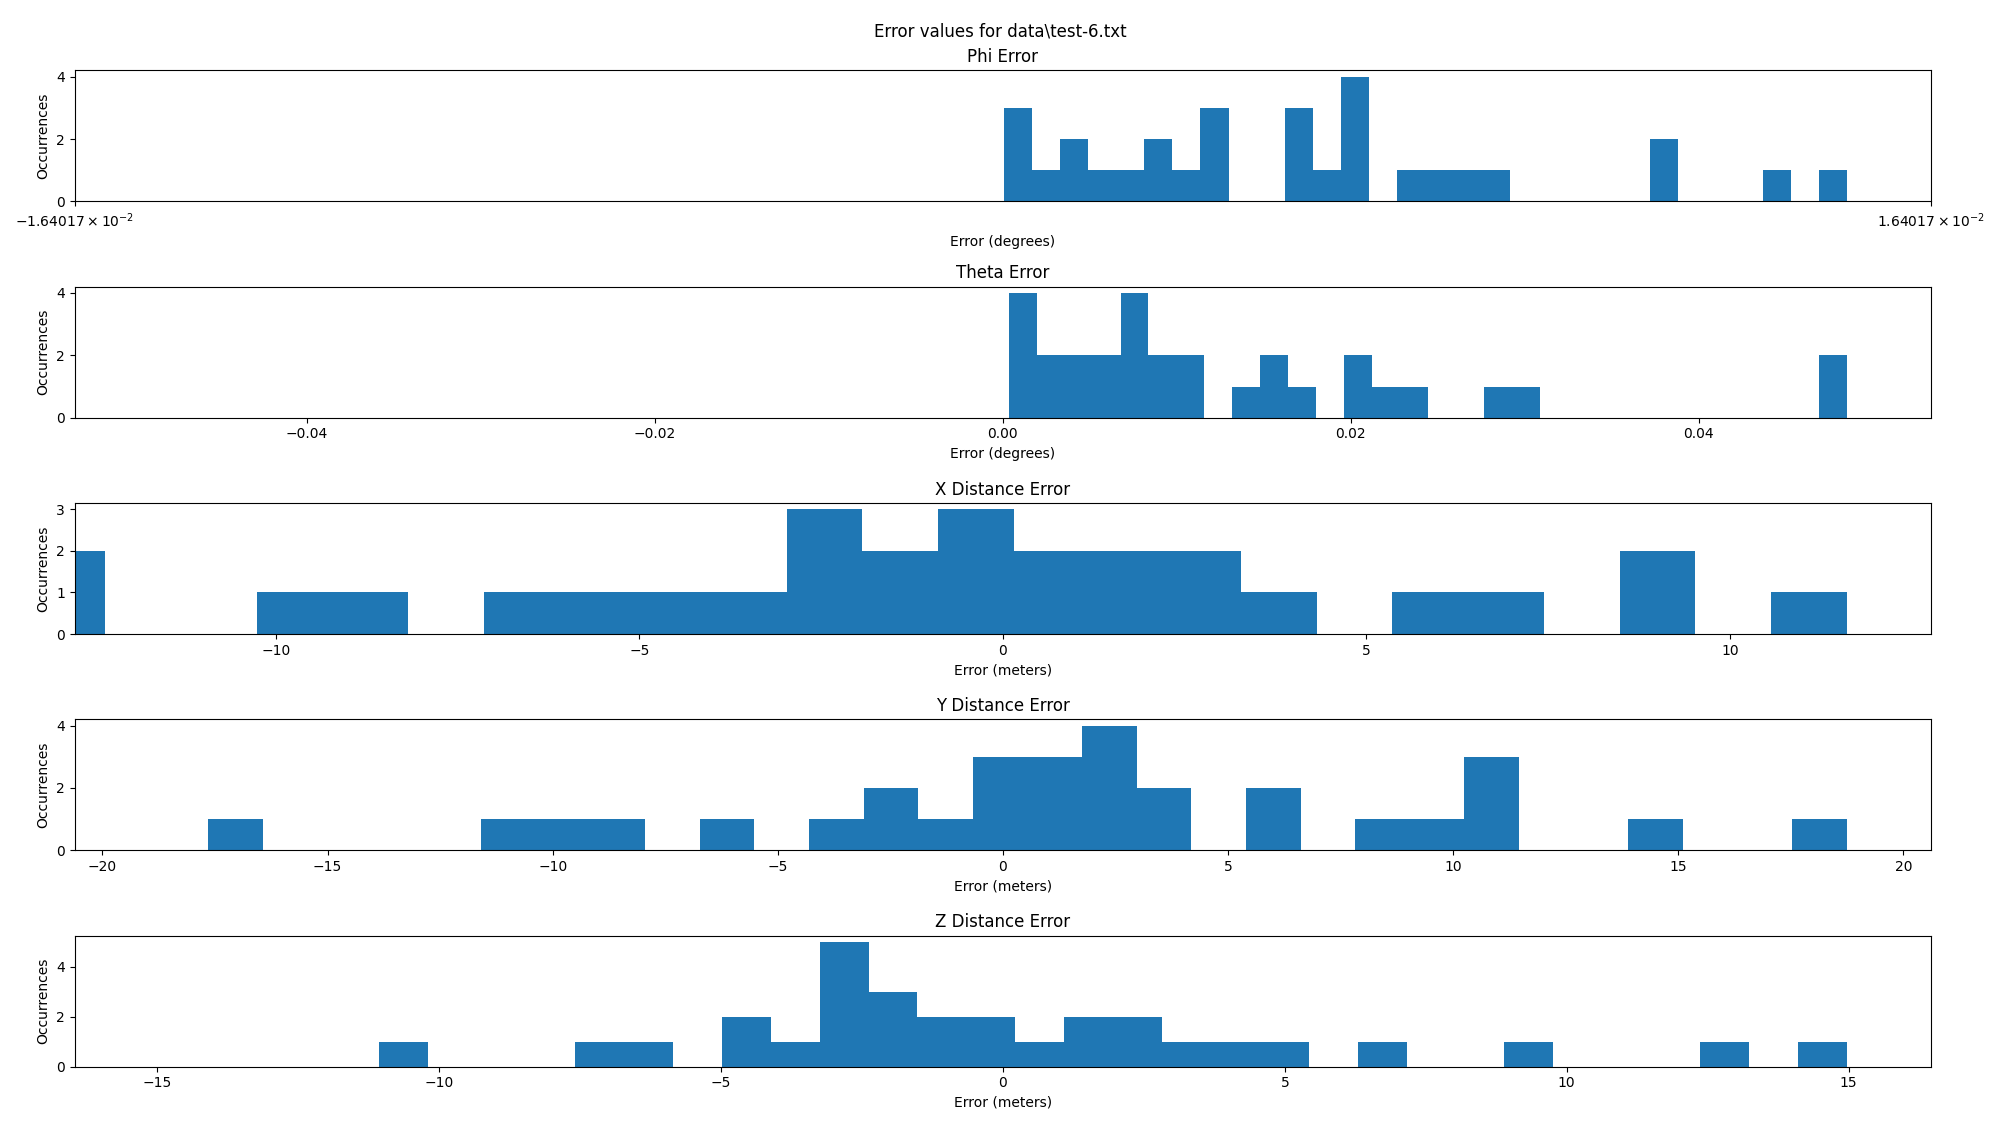 Error values for data\test-6.txt
Phi Error
Occurrences
4
2
0
−1.64017 × 10⁻² 1.64017 × 10⁻²
Error (degrees)
Theta Error
Occurrences
4
2
0
−0.04 −0.02 0.00 0.02 0.04
Error (degrees)
X Distance Error
Occurrences
3
2
1
0
−10 −5 0 5 10
Error (meters)
Y Distance Error
Occurrences
4
2
0
−20 −15 −10 −5 0 5 10 15 20
Error (meters)
Z Distance Error
Occurrences
4
2
0
−15 −10 −5 0 5 10 15
Error (meters)